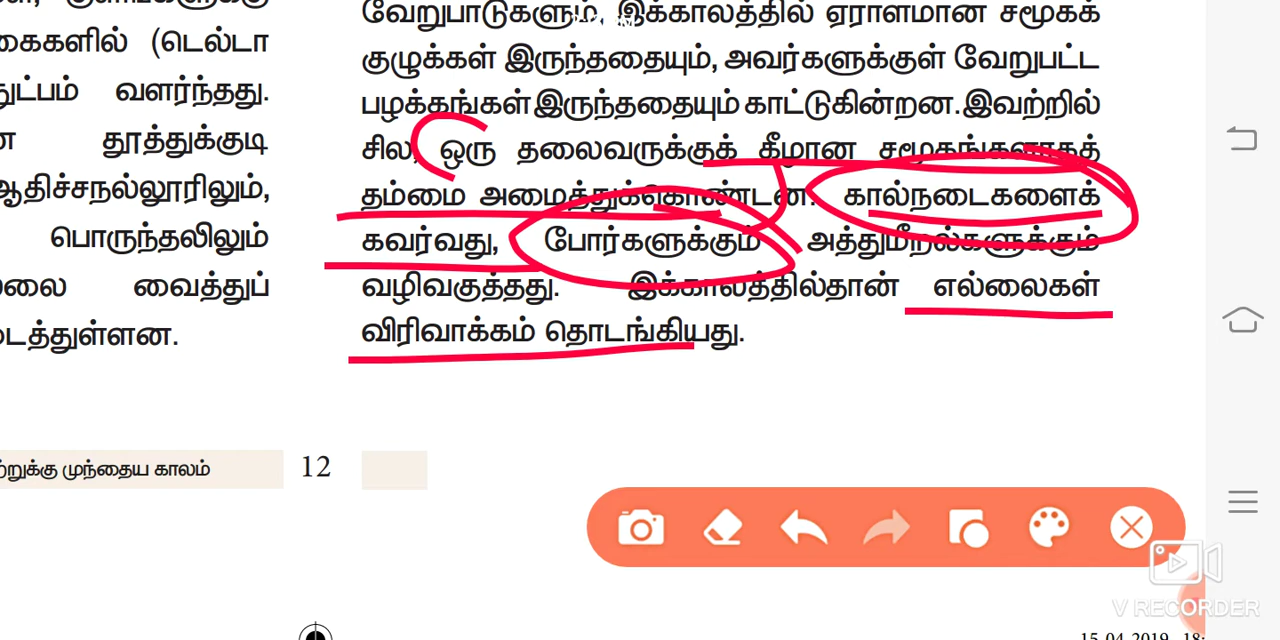 கைகளில் (டெல்டா
நுட்பம் வளர்ந்தது.
தூத்துக்குடி
ஆதிச்சநல்லூரிலும்,
பொருந்தலிலும்
வைத்துப்
வேறுபாடுகளும் இக்காலத்தில் ஏராளமான சமூகக்
குழுக்கள் இருந்ததையும், அவர்களுக்குள் வேறுபட்ட
பழக்கங்கள் இருந்ததையும் காட்டுகின்றன. இவற்றில்
சில, ஒரு தலைவருக்குக் கீழான சமூகங்களாகத்
தம்மை அமைத்துக்கொண்டன. கால்நடைகளைக்
கவர்வது, போர்களுக்கும் அத்துமீறல்களுக்கும்
வழிவகுத்தது. இக்காலத்தில்தான் எல்லைகள்
விரிவாக்கம் தொடங்கியது.
முந்தைய காலம் 12
V RECORDER
15-04-2019